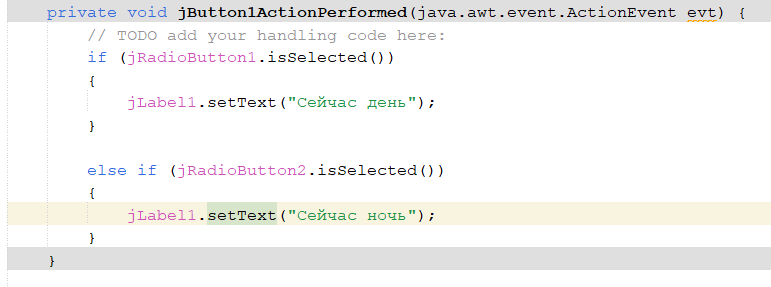 private void jButton1ActionPerformed(java.awt.event.ActionEvent evt) {
// TODO add your handling code here:
if (jRadioButton1.isSelected())
{
jLabel1.setText("Сейчас день");
}
else if (jRadioButton2.isSelected())
{
jLabel1.setText("Сейчас ночь");
}
}